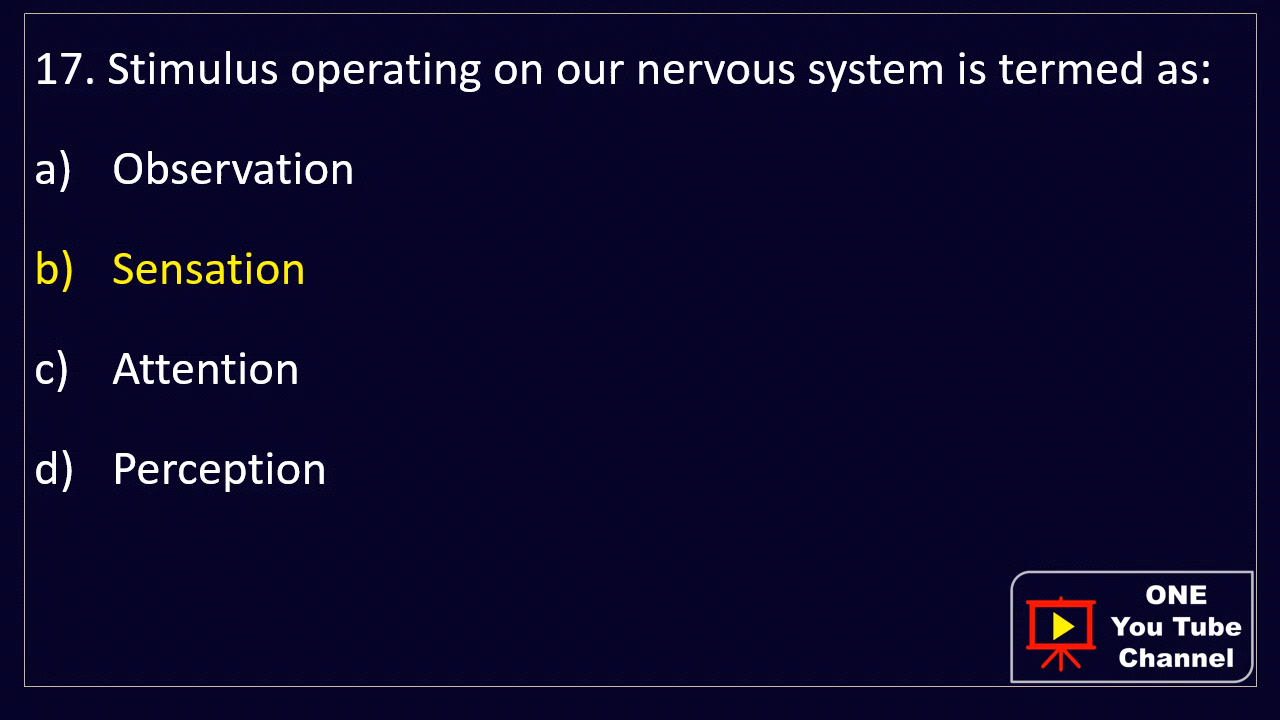 17. Stimulus operating on our nervous system is termed as:
a) Observation
b) Sensation
c) Attention
d) Perception
ONE
You Tube
Channel